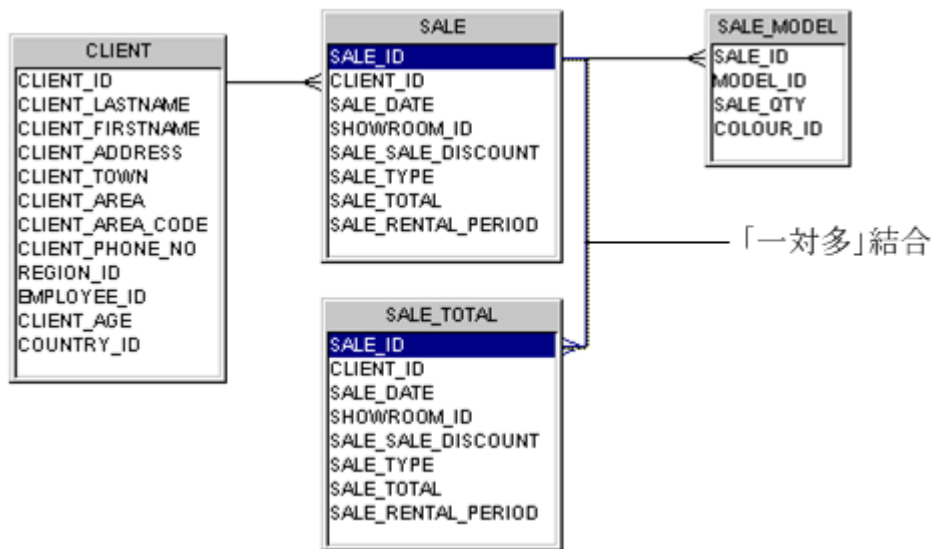 CLIENT
CLIENT_ID
CLIENT_LASTNAME
CLIENT_FIRSTNAME
CLIENT_ADDRESS
CLIENT_TOWN
CLIENT_AREA
CLIENT_AREA_CODE
CLIENT_PHONE_NO
REGION_ID
EMPLOYEE_ID
CLIENT_AGE
COUNTRY_ID
SALE
SALE_ID
CLIENT_ID
SALE_DATE
SHOWROOM_ID
SALE_SALE_DISCOUNT
SALE_TYPE
SALE_TOTAL
SALE_RENTAL_PERIOD
SALE_MODEL
SALE_ID
MODEL_ID
SALE_QTY
COLOUR_ID
「一対多」結合
SALE_TOTAL
SALE_ID
CLIENT_ID
SALE_DATE
SHOWROOM_ID
SALE_SALE_DISCOUNT
SALE_TYPE
SALE_TOTAL
SALE_RENTAL_PERIOD